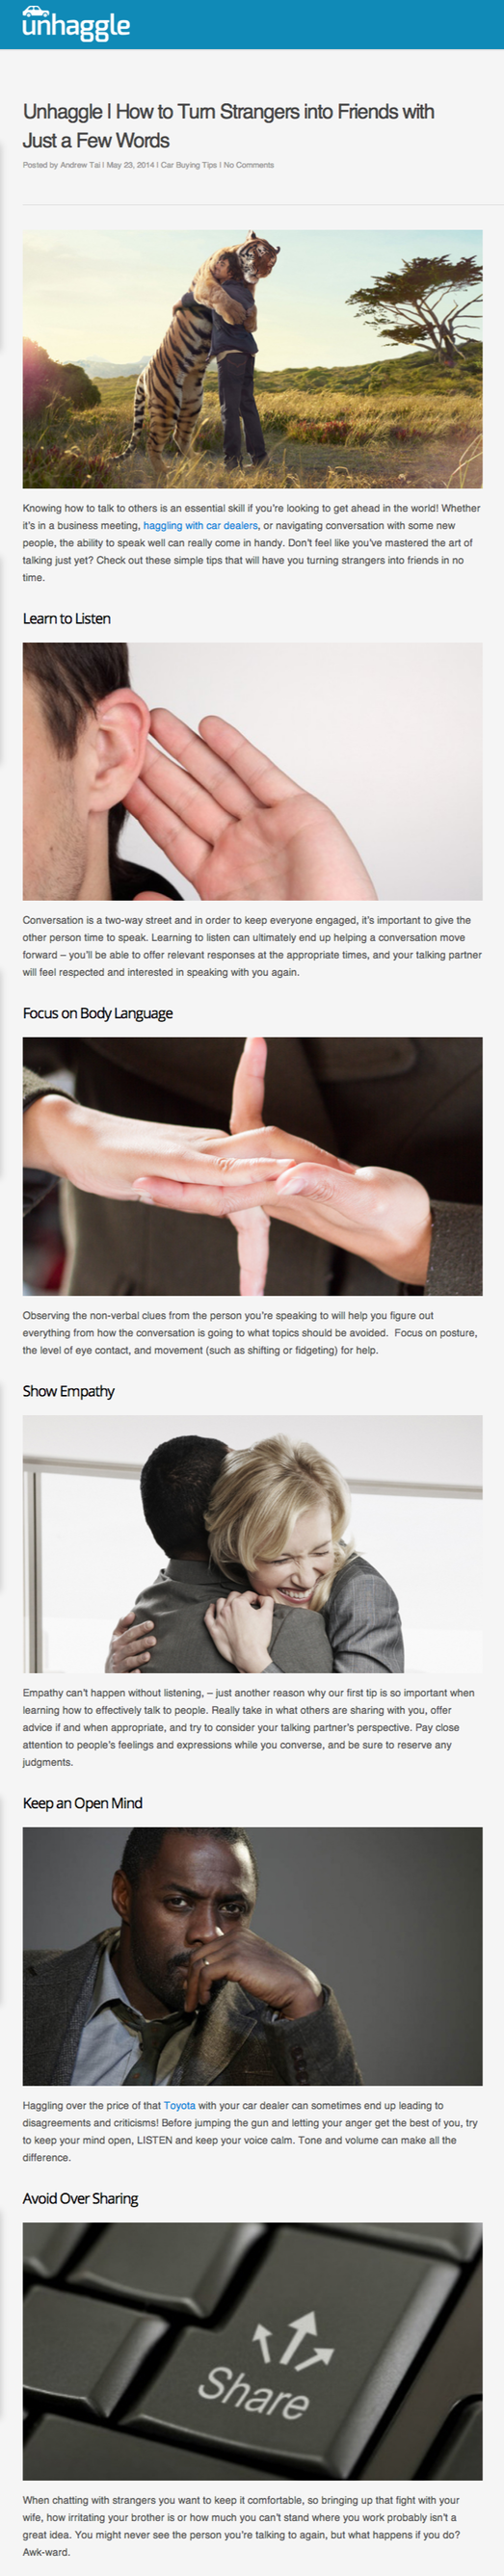 unhaggle
Unhaggle | How to Turn Strangers into Friends with
Just a Few Words
Posted by Andrew Tai | May 23, 2014 | Car Buying Tips | No Comments
Knowing how to talk to others is an essential skill if you're looking to get ahead in the world! Whether
it's in a business meeting, haggling with car dealers, or navigating conversation with some new
people, the ability to speak well can really come in handy. Don't feel like you've mastered the art of
talking just yet? Check out these simple tips that will have you turning strangers into friends in no
time.
Learn to Listen
Conversation is a two-way street and in order to keep everyone engaged, it's important to give the
other person time to speak. Learning to listen can ultimately end up helping a conversation move
forward – you'll be able to offer relevant responses at the appropriate times, and your talking partner
will feel respected and interested in speaking with you again.
Focus on Body Language
Observing the non-verbal clues from the person you're speaking to will help you figure out
everything from how the conversation is going to what topics should be avoided. Focus on posture,
the level of eye contact, and movement (such as shifting or fidgeting) for help.
Show Empathy
Empathy can't happen without listening, – just another reason why our first tip is so important when
learning how to effectively talk to people. Really take in what others are sharing with you, offer
advice if and when appropriate, and try to consider your talking partner's perspective. Pay close
attention to people's feelings and expressions while you converse, and be sure to reserve any
judgments.
Keep an Open Mind
Haggling over the price of that Toyota with your car dealer can sometimes end up leading to
disagreements and criticisms! Before jumping the gun and letting your anger get the best of you, try
to keep your mind open, LISTEN and keep your voice calm. Tone and volume can make all the
difference.
Avoid Over Sharing
Share
When chatting with strangers you want to keep it comfortable, so bringing up that fight with your
wife, how irritating your brother is or how much you can't stand where you work probably isn't a
great idea. You might never see the person you're talking to again, but what happens if you do?
Awk-ward.